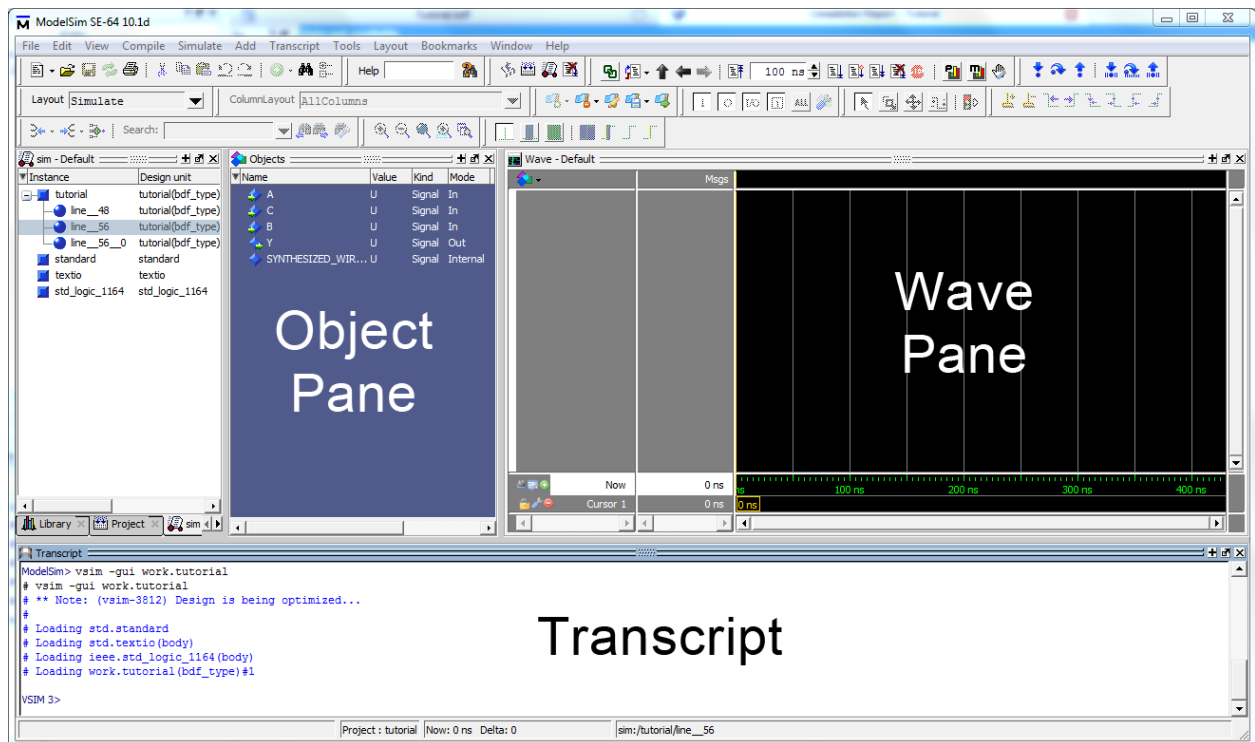 ModelSim SE-64 10.1d
File Edit View Compile Simulate Add Transcript Tools Layout Bookmarks Window Help
Help
100 ns
Layout Simulate
ColumnLayout AllColumns
Search:
sim - Default
Instance Design unit
tutorial tutorial(bdf_type)
line__48 tutorial(bdf_type)
line__56 tutorial(bdf_type)
line__56__0 tutorial(bdf_type)
standard standard
textio textio
std_logic_1164 std_logic_1164
Library Project sim
Objects
Name Value Kind Mode
A U Signal In
C U Signal In
B U Signal In
Y U Signal Out
SYNTHESIZED_WIR... U Signal Internal
Object
Pane
Wave - Default
Msgs
Wave
Pane
Now 0 ns
Cursor 1 0 ns
ns 100 ns 200 ns 300 ns 400 ns
0 ns
Transcript
ModelSim> vsim -gui work.tutorial
# vsim -gui work.tutorial
# ** Note: (vsim-3812) Design is being optimized...
#
# Loading std.standard
# Loading std.textio(body)
# Loading ieee.std_logic_1164(body)
# Loading work.tutorial(bdf_type)#1
VSIM 3>
Transcript
Project : tutorial Now: 0 ns Delta: 0 sim:/tutorial/line__56